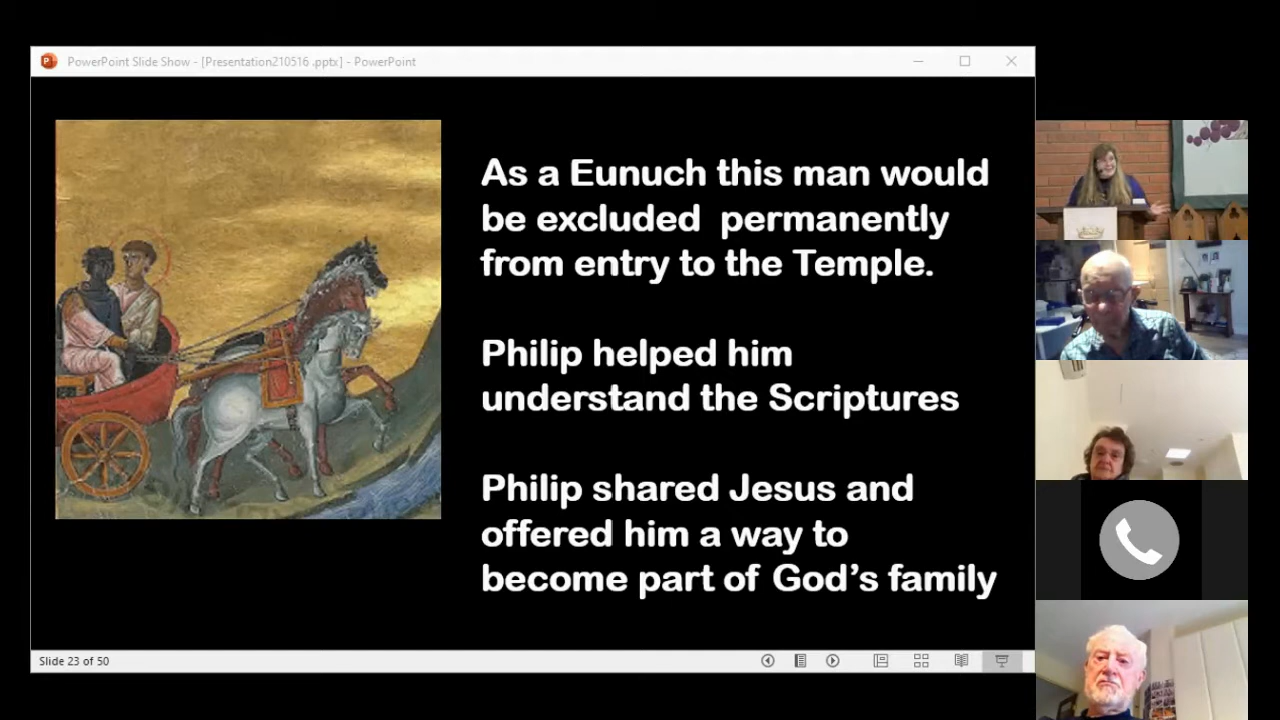 PowerPoint Slide Show - [Presentation210516 .pptx] - PowerPoint
As a Eunuch this man would
be excluded permanently
from entry to the Temple.
Philip helped him
understand the Scriptures
Philip shared Jesus and
offered him a way to
become part of God’s family
Slide 23 of 50